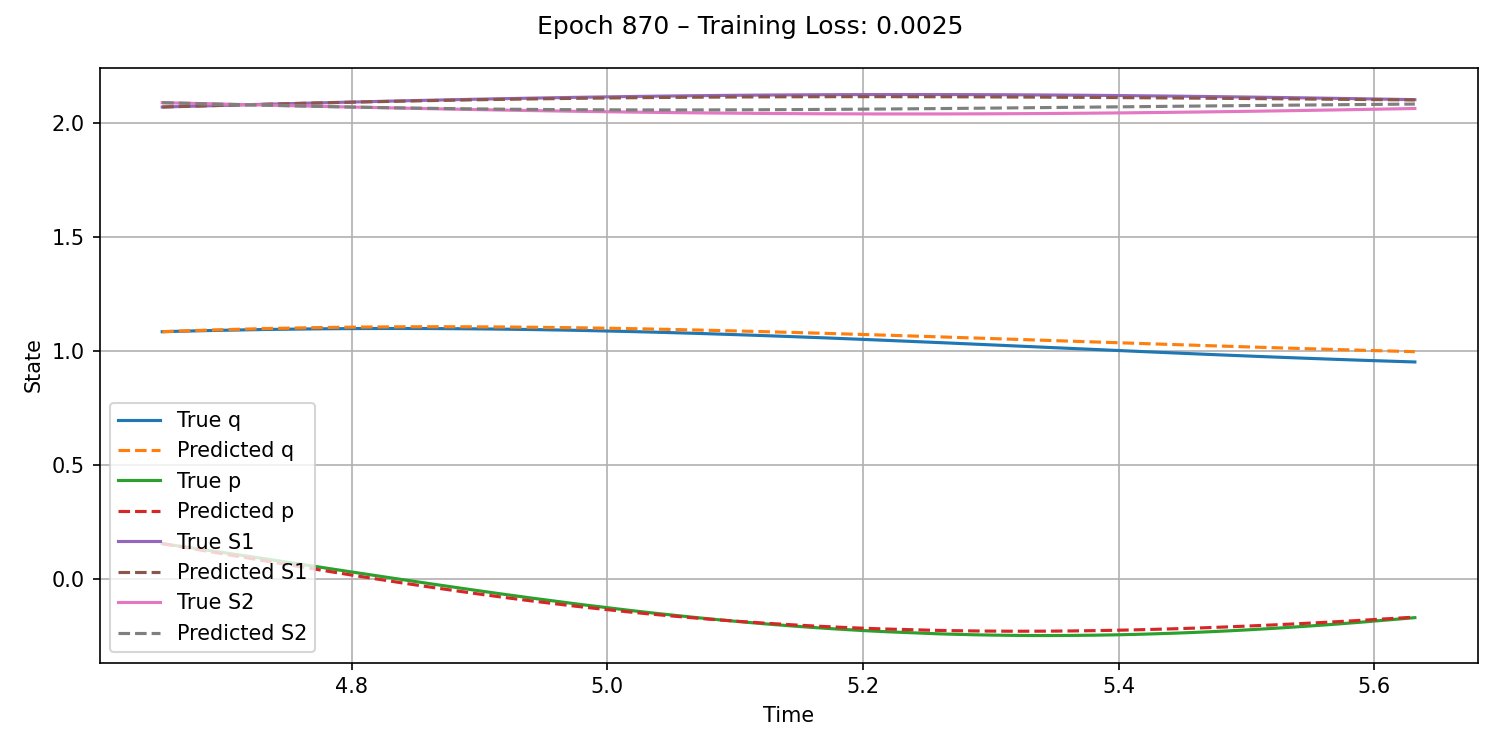 Epoch 870 – Training Loss: 0.0025
State
2.0
1.5
1.0
0.5
0.0
True q
Predicted q
True p
Predicted p
True S1
Predicted S1
True S2
Predicted S2
4.8 5.0 5.2 5.4 5.6
Time